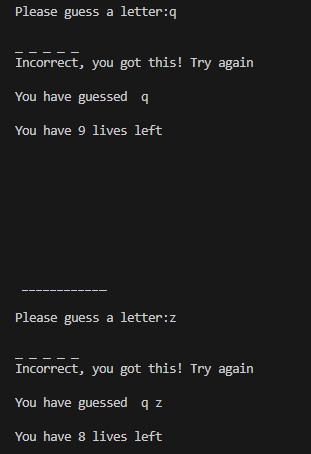 Please guess a letter:q
_ _ _ _ _
Incorrect, you got this! Try again
You have guessed  q
You have 9 lives left
____________
Please guess a letter:z
_ _ _ _ _
Incorrect, you got this! Try again
You have guessed  q z
You have 8 lives left